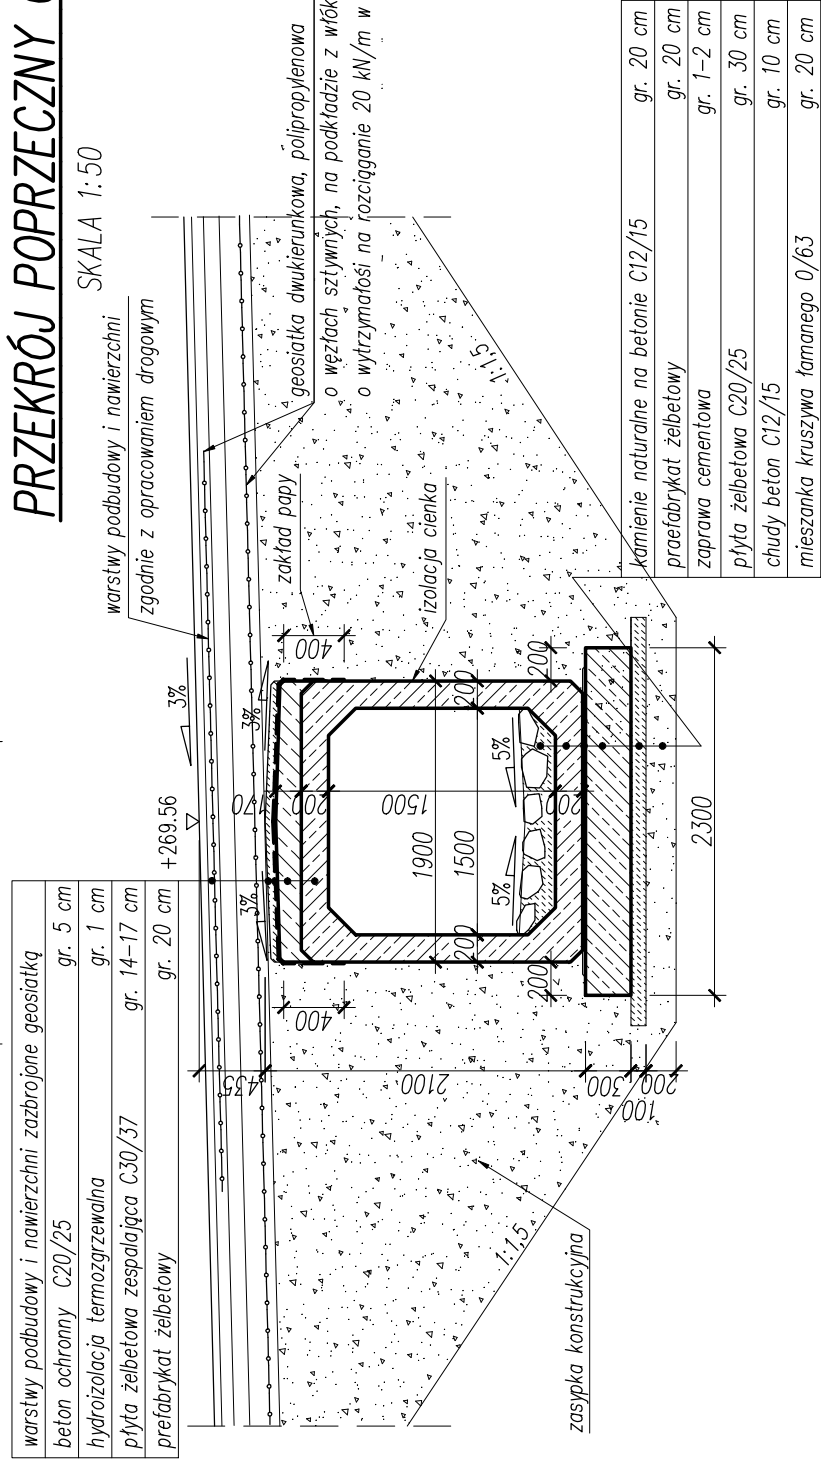 PRZEKRÓJ POPRZECZNY
SKALA 1:50
warstwy podbudowy i nawierzchni zazbrojone geosiatką
beton ochronny C20/25 gr. 5 cm
hydroizolacja termozgrzewalna gr. 1 cm
płyta żelbetowa zespalająca C30/37 gr. 14-17 cm
prefabrykat żelbetowy gr. 20 cm
warstwy podbudowy i nawierzchni
zgodnie z opracowaniem drogowym
geosiatka dwukierunkowa, polipropylenowa
o węzłach sztywnych, na podkładzie z włók
o wytrzymałosi na rozciąganie 20 kN/m w
+269.56
3%
3%
3%
zakład papy
izolacja cienka
400
400
170
200
1500
200
1900
1500
200
200
5%
5%
200
200
435
2100
300
100
200
2300
1:1,5
1:1,5
zasypka konstrukcyjna
kamienie naturalne na betonie C12/15 gr. 20 cm
praefabrykat żelbetowy gr. 20 cm
zaprawa cementowa gr. 1-2 cm
płyta żelbetowa C20/25 gr. 30 cm
chudy beton C12/15 gr. 10 cm
mieszanka kruszywa łamanego 0/63 gr. 20 cm